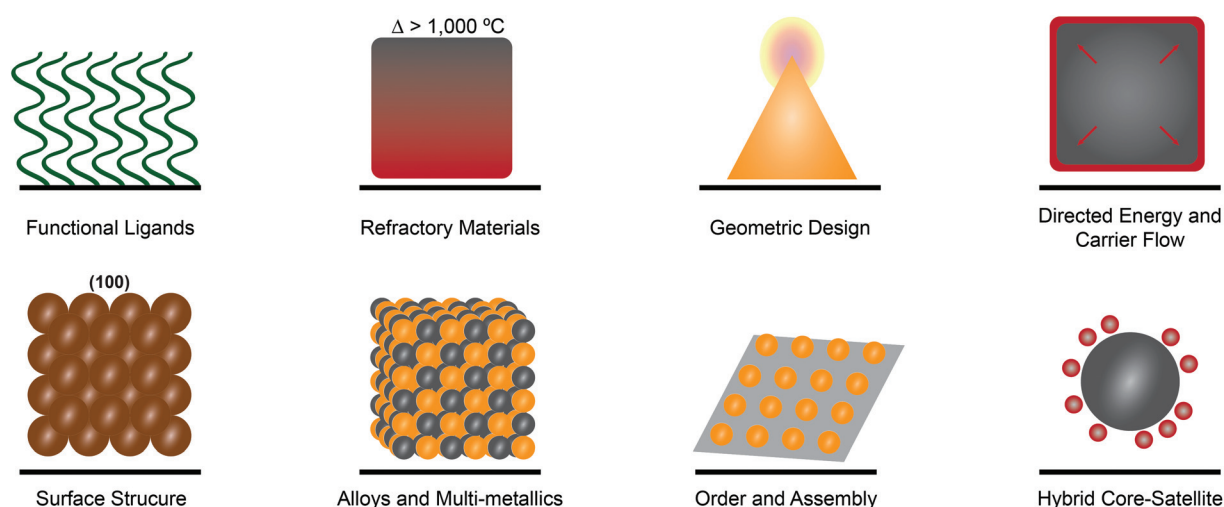 Δ > 1,000 ºC
Functional Ligands
Refractory Materials
Geometric Design
Directed Energy and
Carrier Flow
(100)
Surface Strucure
Alloys and Multi-metallics
Order and Assembly
Hybrid Core-Satellite